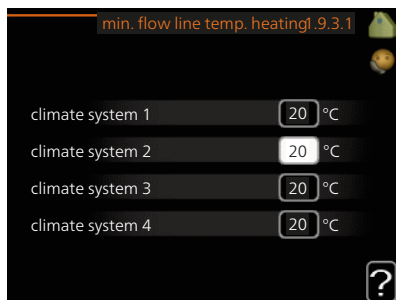 min. flow line temp. heating1.9.3.1
climate system 1 20 °C
climate system 2 20 °C
climate system 3 20 °C
climate system 4 20 °C
?